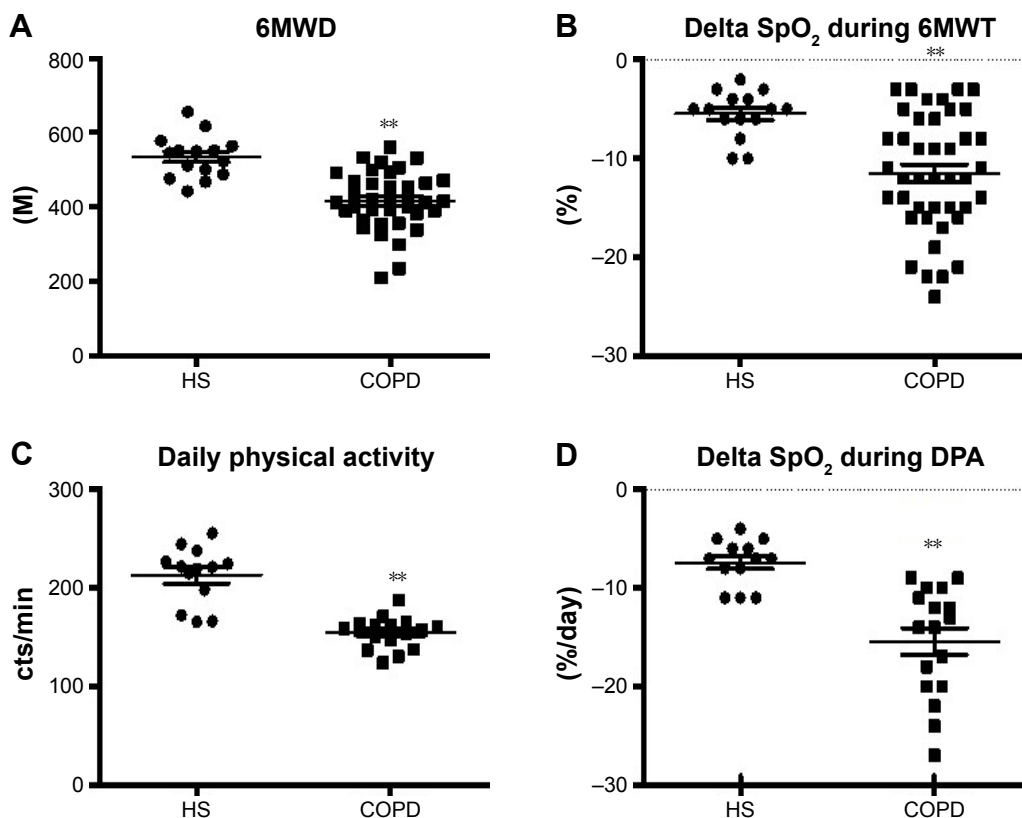 A
6MWD
800
600
400
200
0
(M)
**
HS
COPD
B
Delta SpO₂ during 6MWT
0
–10
–20
–30
(%)
**
HS
COPD
C
Daily physical activity
300
200
100
0
cts/min
**
HS
COPD
D
Delta SpO₂ during DPA
0
–10
–20
–30
(%/day)
**
HS
COPD